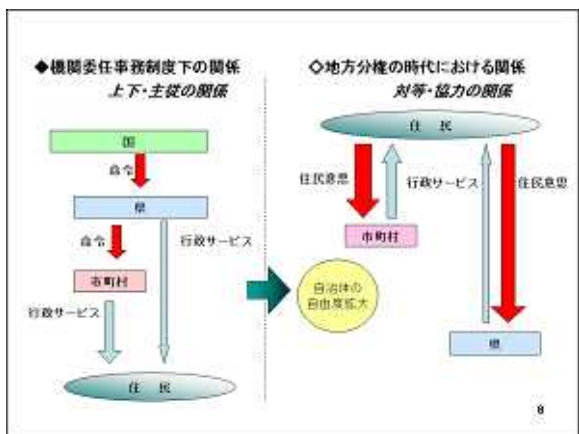 ◆機関委任事務制度下の関係
上下・主従の関係
国
命令
県
命令
行政サービス
市町村
行政サービス
住 民
◇地方分権の時代における関係
対等・協力の関係
住 民
住民意思
行政サービス
住民意思
市町村
自治体の
自由度拡大
県
8